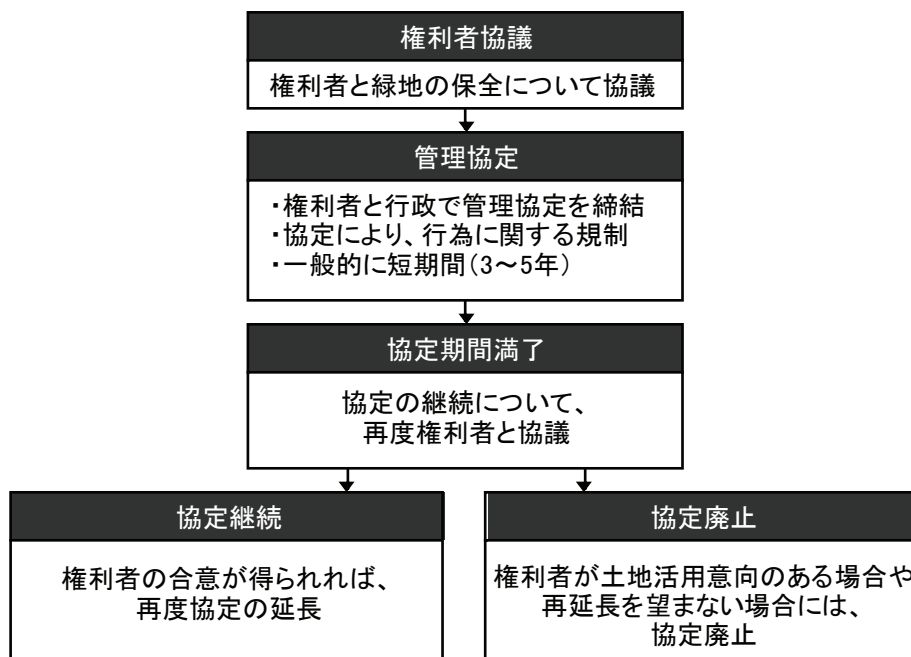 権利者協議
権利者と緑地の保全について協議
管理協定
・権利者と行政で管理協定を締結
・協定により、行為に関する規制
・一般的に短期間（3～5年）
協定期間満了
協定の継続について、
再度権利者と協議
協定継続
権利者の合意が得られれば、
再度協定の延長
協定廃止
権利者が土地活用意向のある場合や
再延長を望まない場合には、
協定廃止